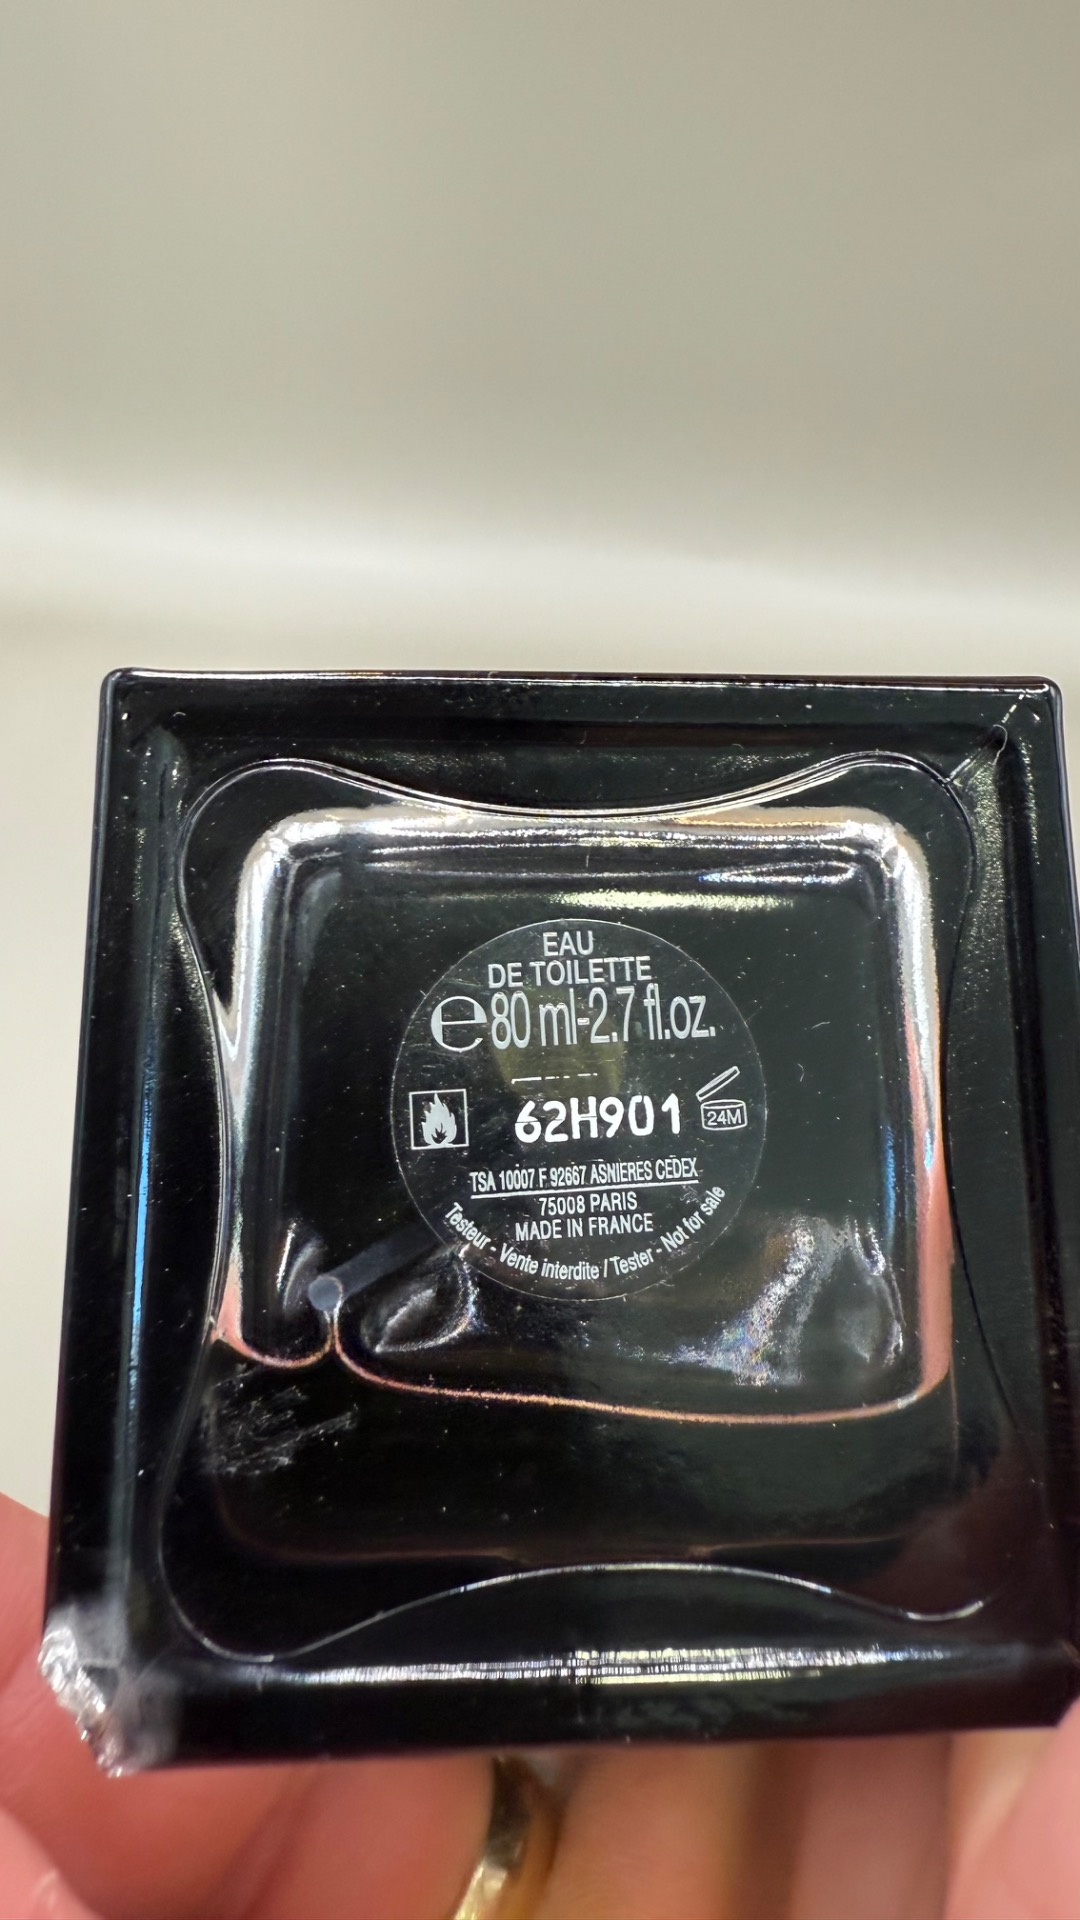 EAU
DE TOILETTE
℮80 ml-2.7 fl.oz.
62H901
24M
TSA 10007 F 92667 ASNIERES CEDEX
75008 PARIS
MADE IN FRANCE
Testeur - Vente interdite / Tester - Not for sale